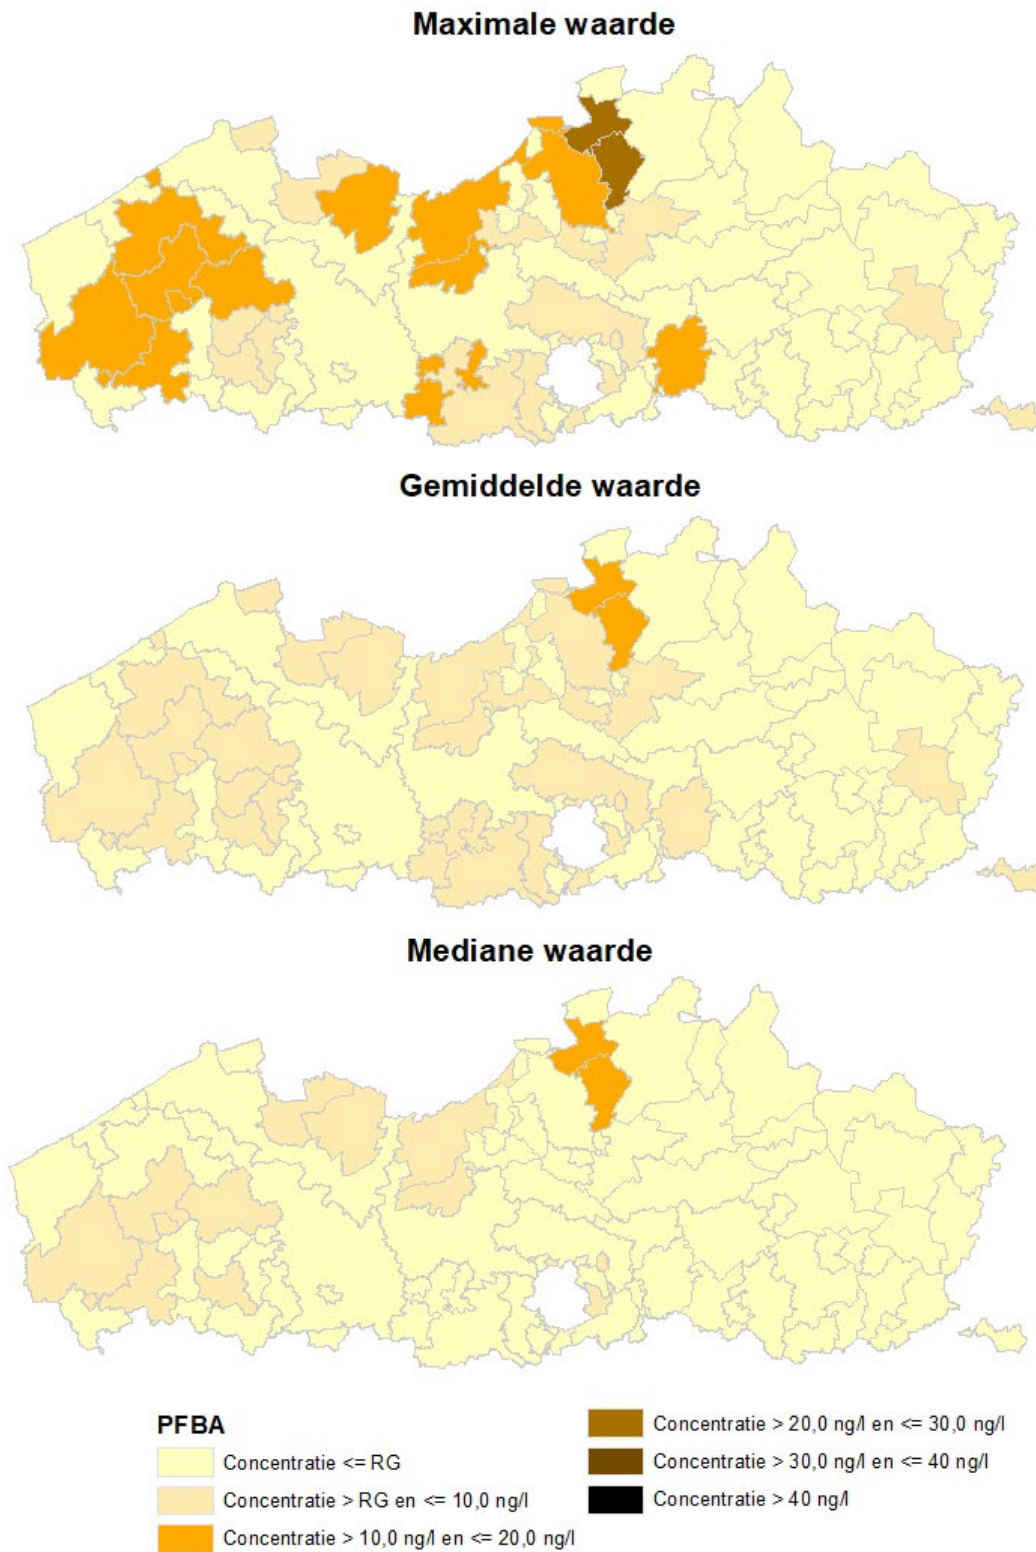 Maximale waarde
Gemiddelde waarde
Mediane waarde
PFBA
Concentratie <= RG
Concentratie > RG en <= 10,0 ng/l
Concentratie > 10,0 ng/l en <= 20,0 ng/l
Concentratie > 20,0 ng/l en <= 30,0 ng/l
Concentratie > 30,0 ng/l en <= 40 ng/l
Concentratie > 40 ng/l